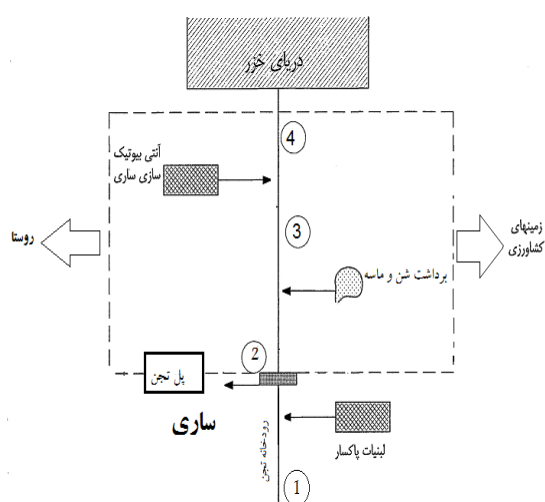 دریای خزر
4
آنتی بیوتیک
سازی ساری
3
روستا
زمینهای
کشاورزی
برداشت شن و ماسه
2
پل تجن
ساری
رودخانه تجن
لبنیات پاکسار
1